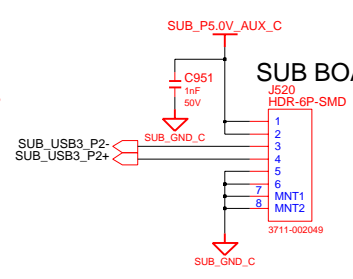 SUB_P5.0V_AUX_C
C951
1nF
50V
SUB_GND_C
SUB BOA
J520
HDR-6P-SMD
SUB_USB3_P2-
SUB_USB3_P2+
1
2
3
4
5
6
7 MNT1
8 MNT2
3711-002049
SUB_GND_C